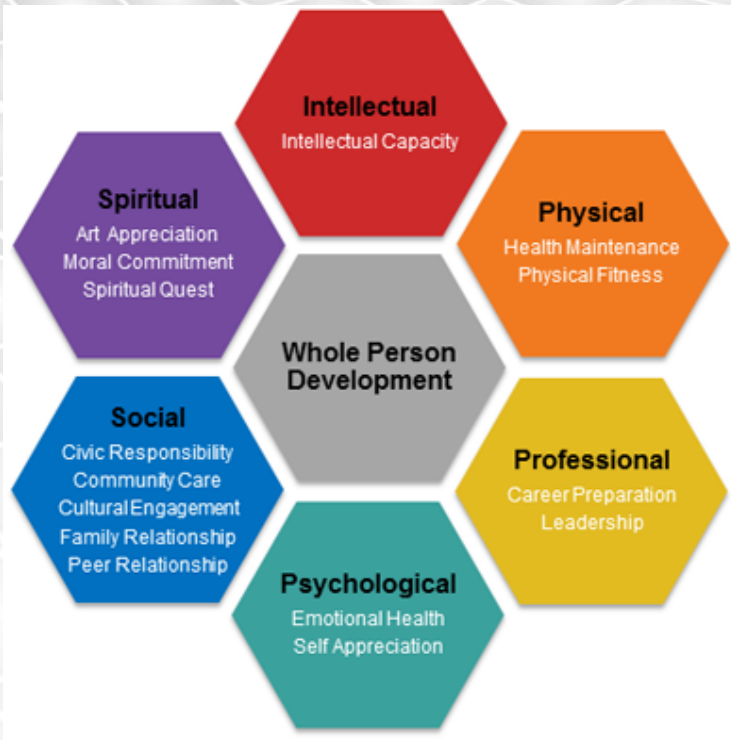 Intellectual
Intellectual Capacity
Physical
Health Maintenance
Physical Fitness
Professional
Career Preparation
Leadership
Psychological
Emotional Health
Self Appreciation
Social
Civic Responsibility
Community Care
Cultural Engagement
Family Relationship
Peer Relationship
Spiritual
Art Appreciation
Moral Commitment
Spiritual Quest
Whole Person
Development